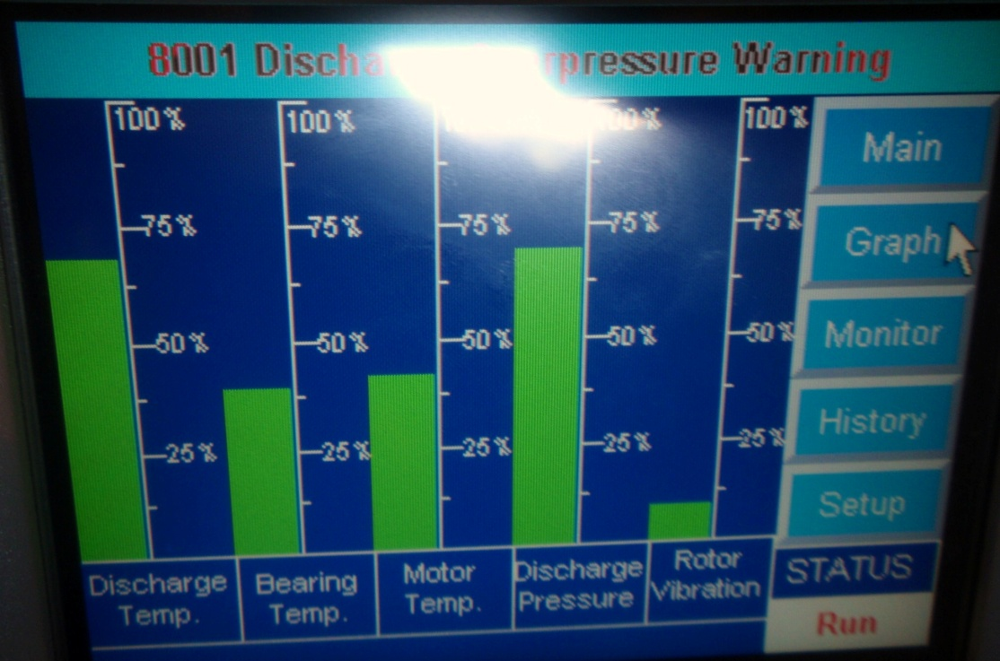 8001 Discha rpressure Warning
100% 100% 100% 100%
75% 75% 75% 75% 75%
50% 50% 50% 50% 50%
25% 25% 25% 25% 25%
Main
Graph
Monitor
History
Setup
Discharge Temp.
Bearing Temp.
Motor Temp.
Discharge Pressure
Rotor Vibration
STATUS
Run